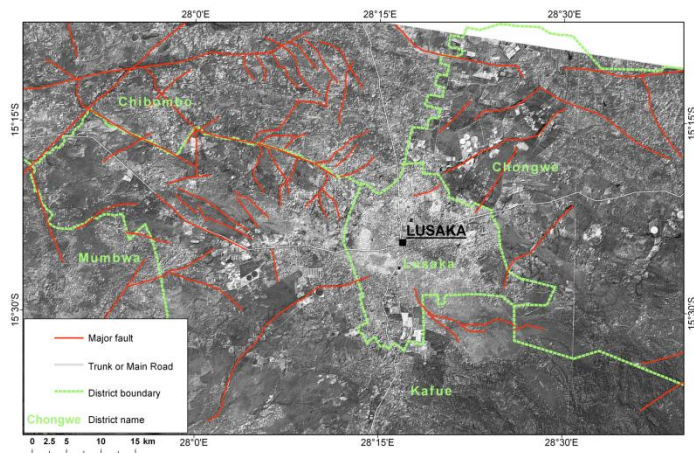 28°0'E 28°15'E 28°30'E
15°15'S 15°15'S
Chibombo
Chongwe
LUSAKA
Lusaka
Mumbwa
15°30'S 15°30'S
Major fault
Trunk or Main Road
District boundary
Chongwe District name
Kafue
0 2.5 5 10 15 km
28°0'E 28°15'E 28°30'E